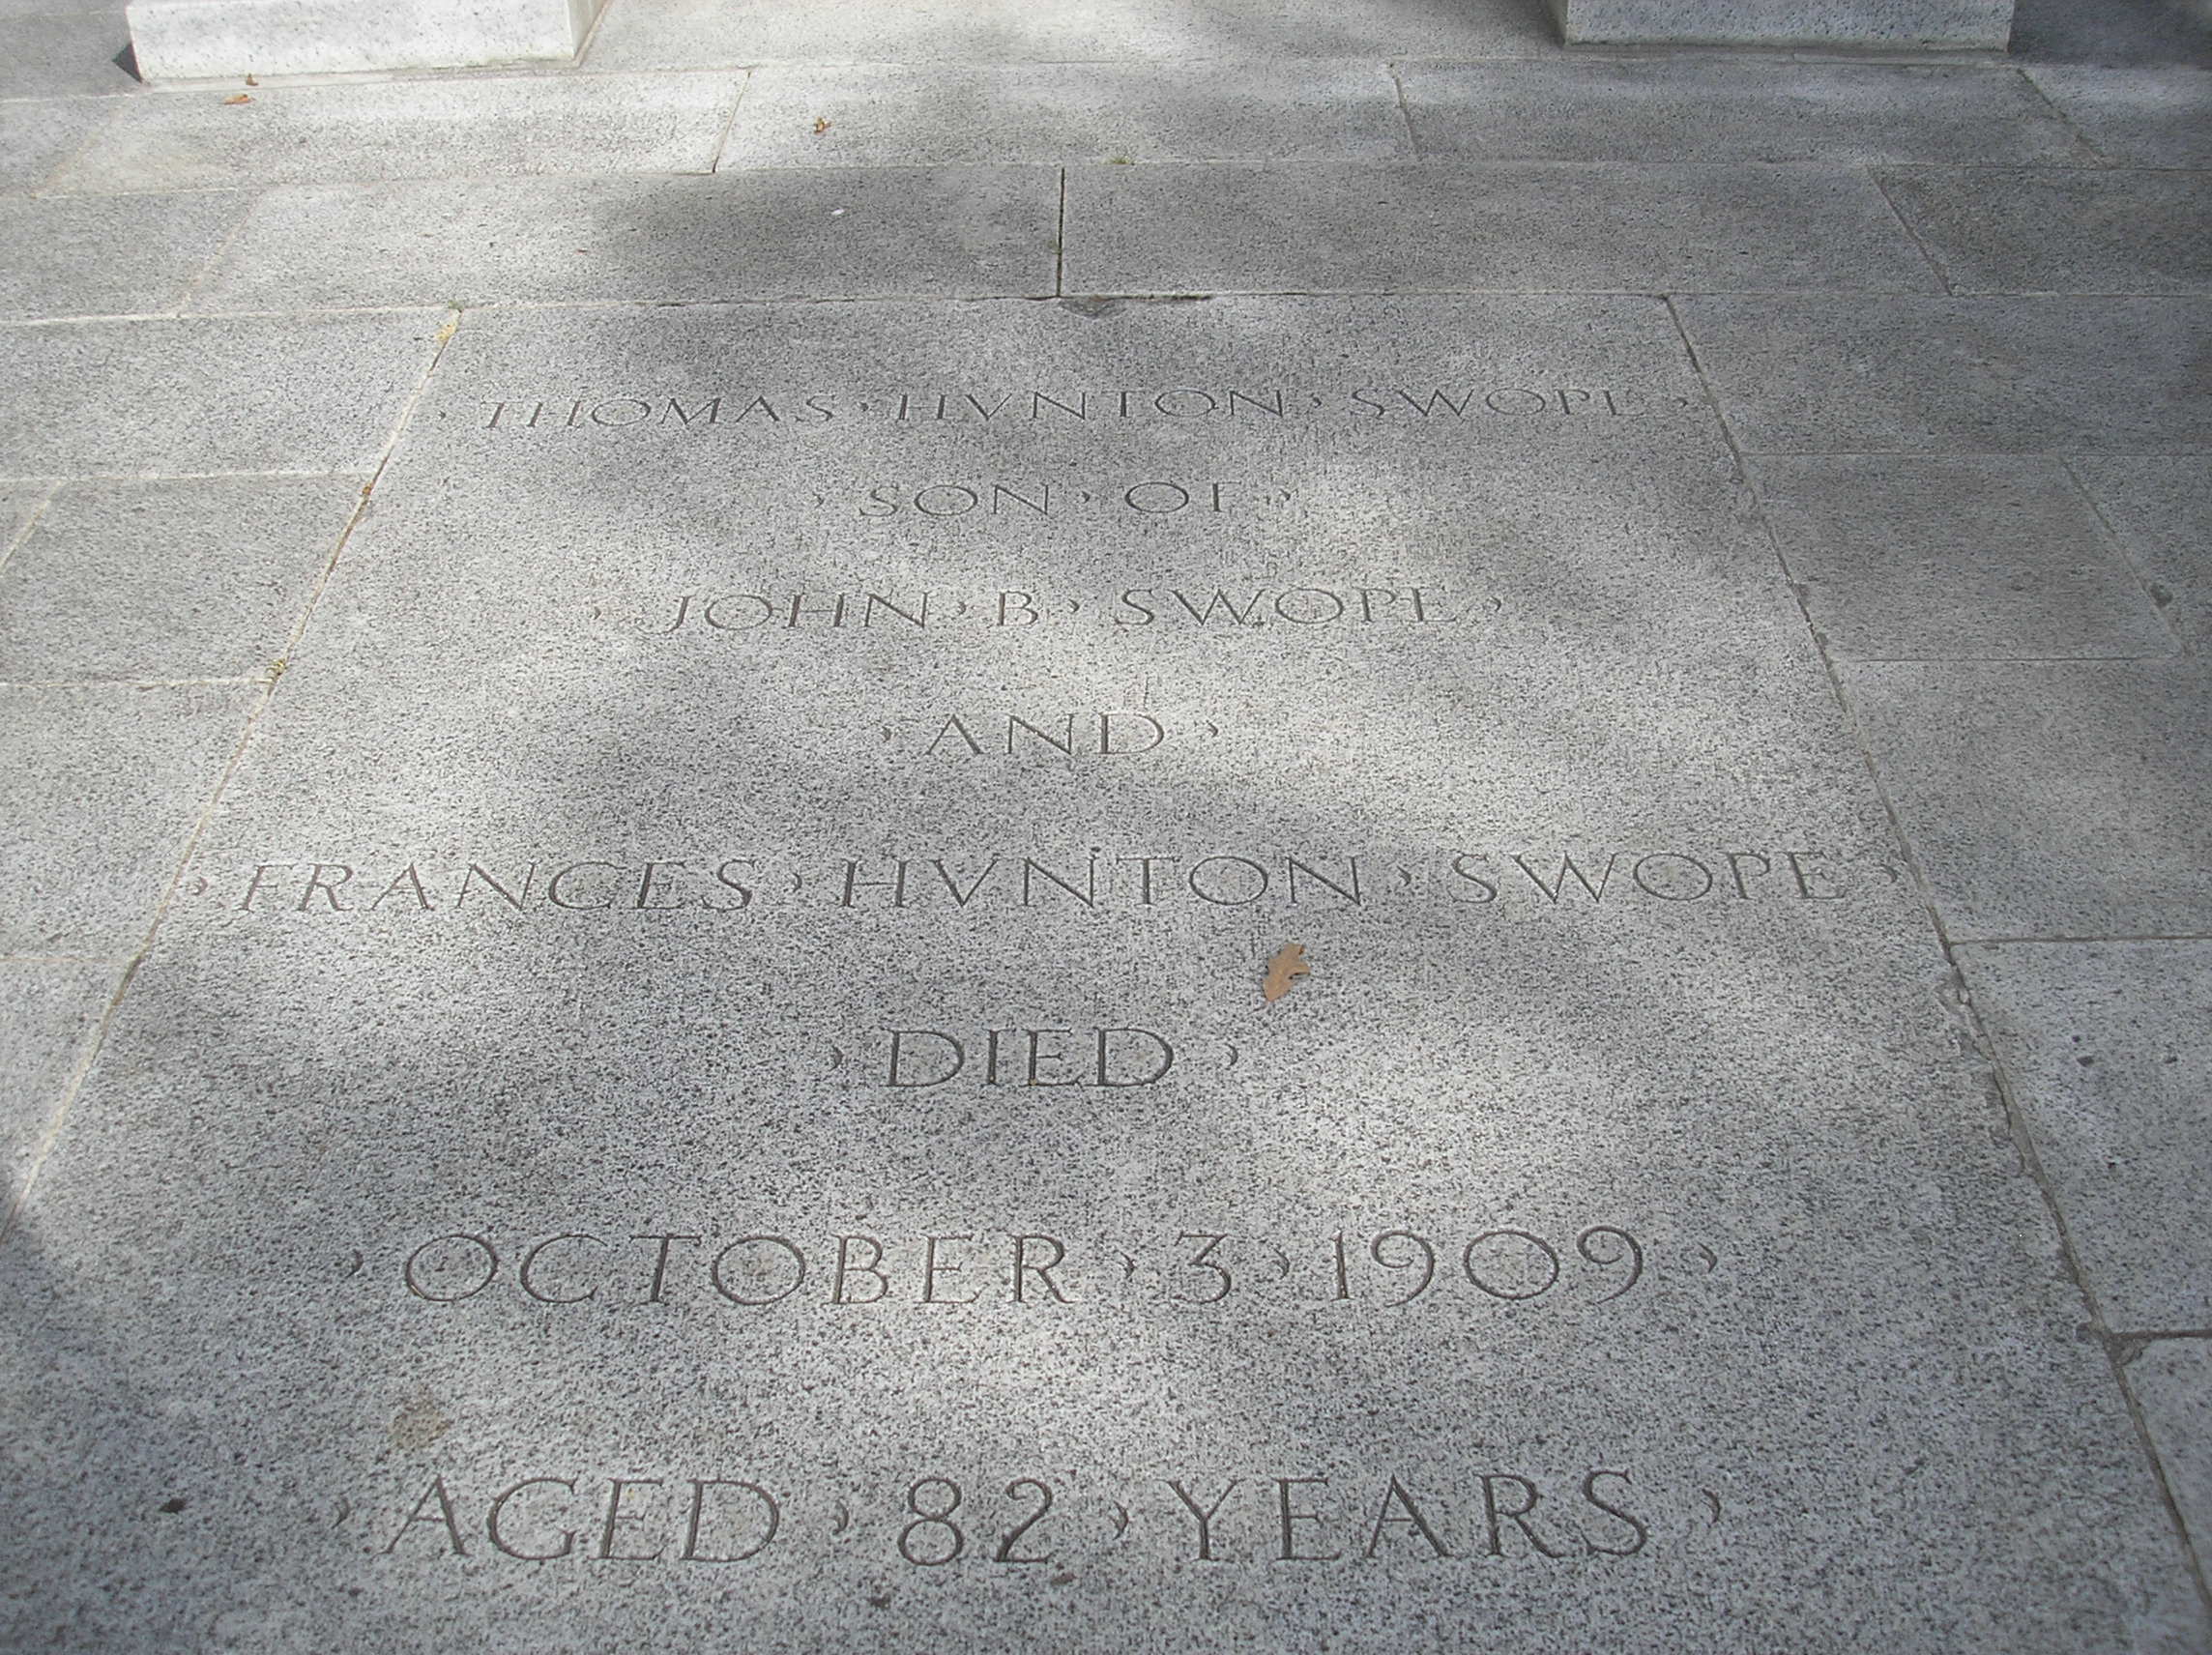 THOMAS · HVNTON · SWOPE
SON · OF
JOHN · B · SWOPE
AND
FRANCES · HVNTON · SWOPE
DIED
OCTOBER · 3 · 1909
AGED · 82 · YEARS